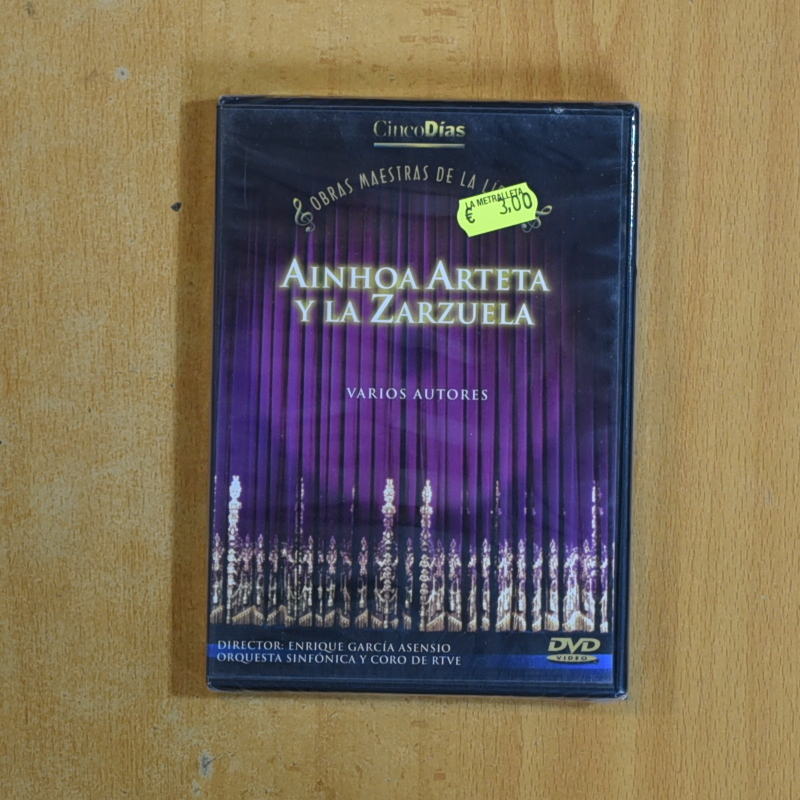 CincoDías
OBRAS MAESTRAS DE LA
LA METRALLETA
€ 3,00
AINHOA ARTETA
Y LA ZARZUELA
VARIOS AUTORES
DIRECTOR: ENRIQUE GARCÍA ASENSIO
ORQUESTA SINFÓNICA Y CORO DE RTVE
DVD
VIDEO